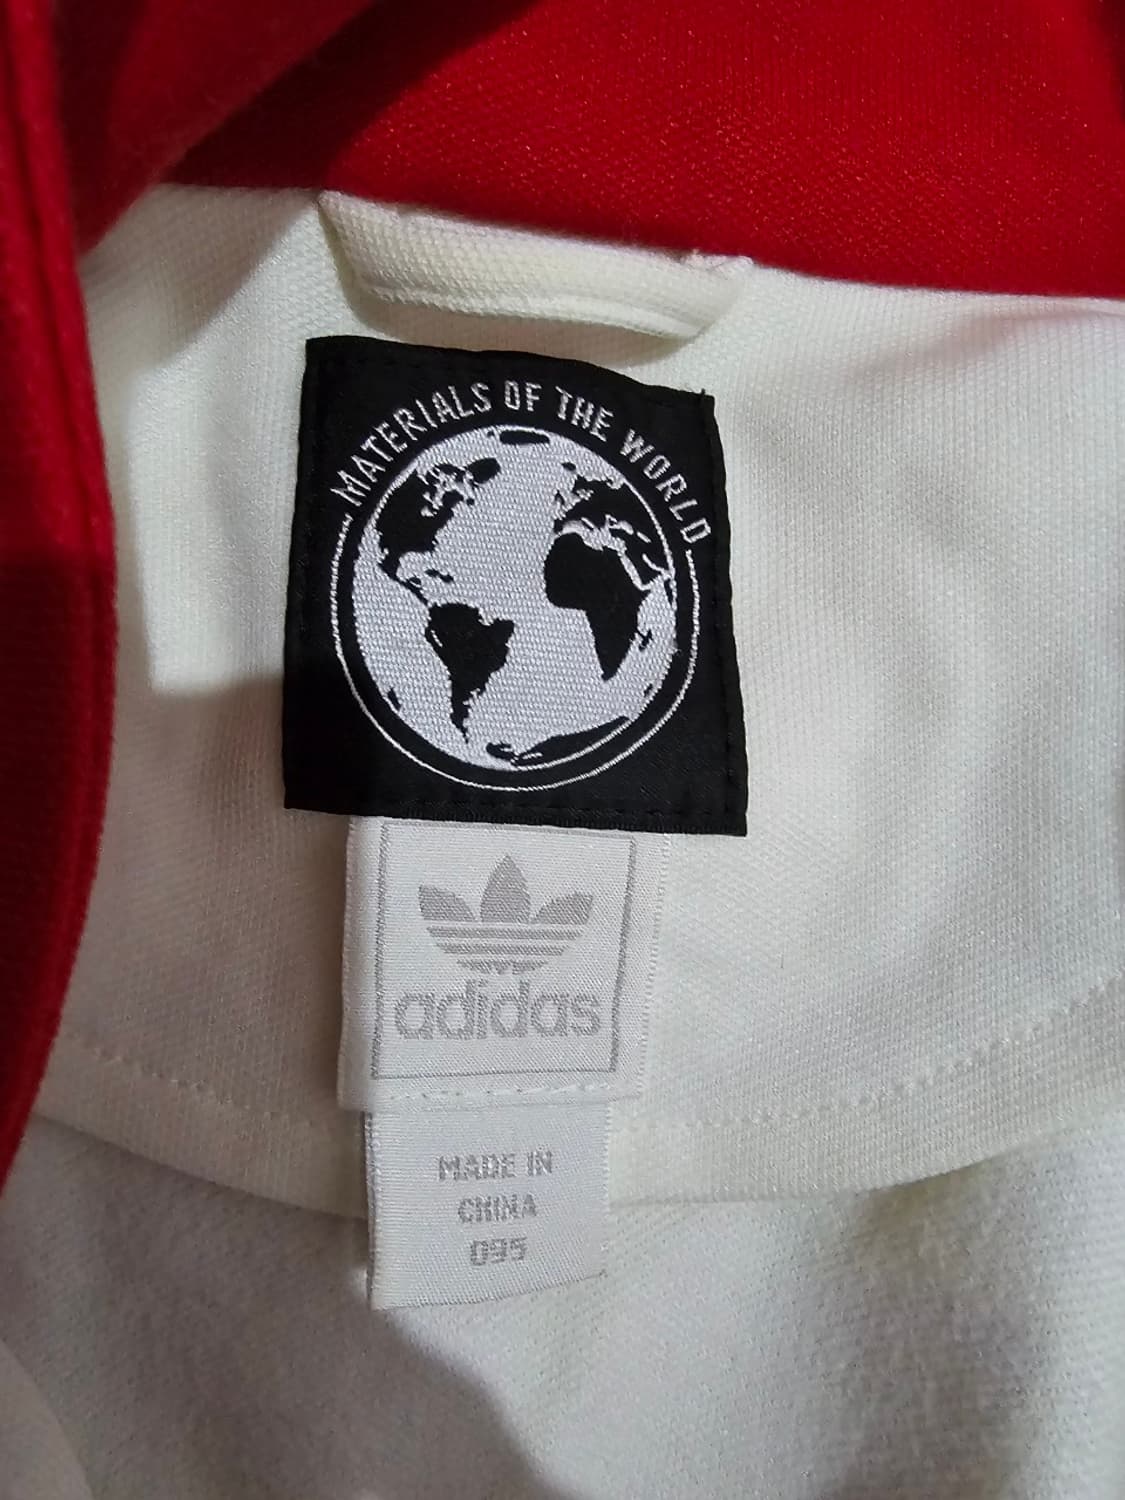 MATERIALS OF THE WORLD
adidas
MADE IN
CHINA
095